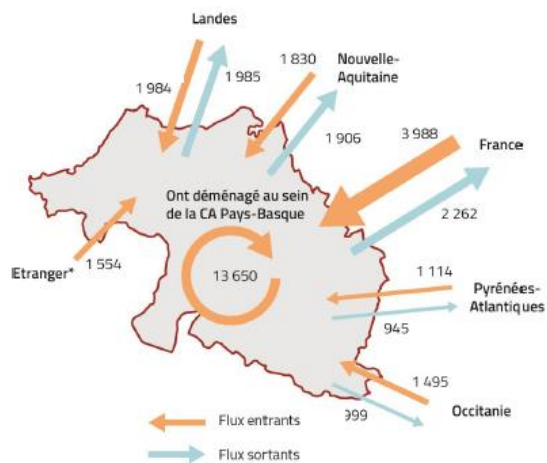 Landes
1 984
1 985
1 830
Nouvelle-
Aquitaine
1 906
3 988
France
2 262
Ont déménagé au sein
de la CA Pays-Basque
13 650
Etranger*
1 554
1 114
Pyrénées-
Atlantiques
945
1 495
Occitanie
999
Flux entrants
Flux sortants